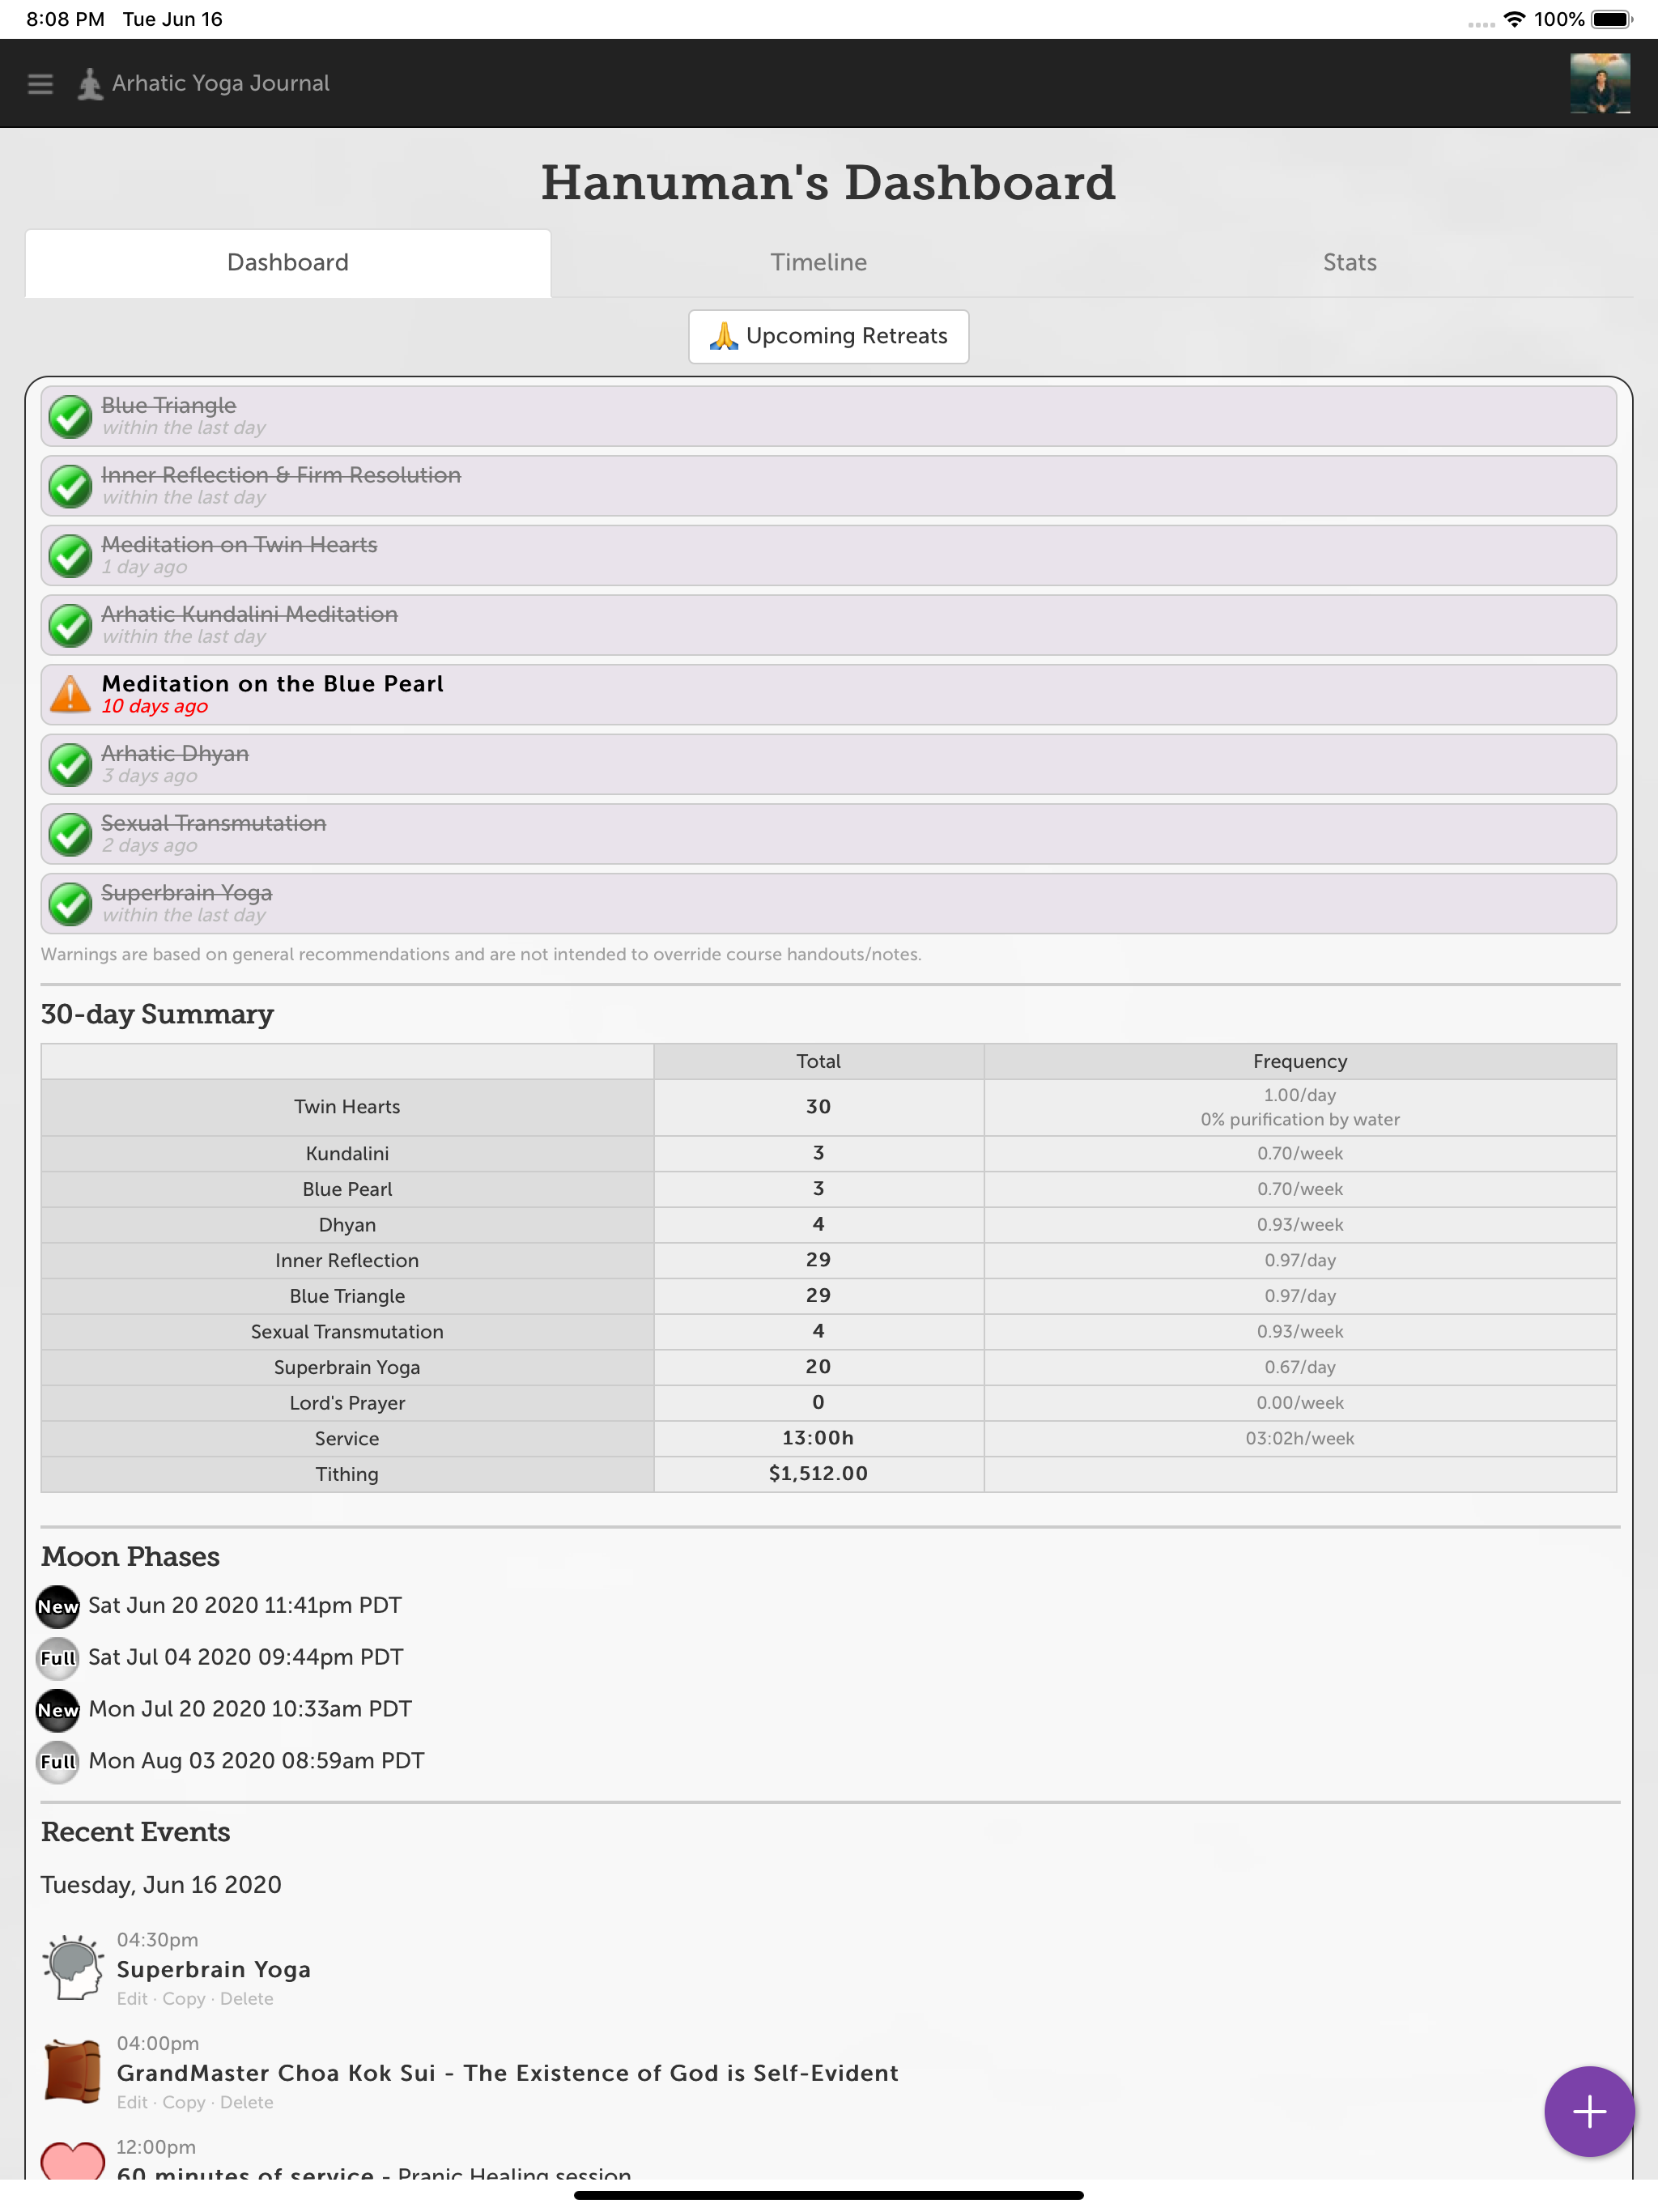 8:08 PM Tue Jun 16
100%
Arhatic Yoga Journal
Hanuman's Dashboard
Dashboard
Timeline
Stats
🙏 Upcoming Retreats
Blue Triangle
within the last day
Inner Reflection & Firm Resolution
within the last day
Meditation on Twin Hearts
1 day ago
Arhatic Kundalini Meditation
within the last day
Meditation on the Blue Pearl
10 days ago
Arhatic Dhyan
3 days ago
Sexual Transmutation
2 days ago
Superbrain Yoga
within the last day
Warnings are based on general recommendations and are not intended to override course handouts/notes.
30-day Summary
Total Frequency
Twin Hearts 30 1.00/day
0% purification by water
Kundalini 3 0.70/week
Blue Pearl 3 0.70/week
Dhyan 4 0.93/week
Inner Reflection 29 0.97/day
Blue Triangle 29 0.97/day
Sexual Transmutation 4 0.93/week
Superbrain Yoga 20 0.67/day
Lord's Prayer 0 0.00/week
Service 13:00h 03:02h/week
Tithing $1,512.00
Moon Phases
New Sat Jun 20 2020 11:41pm PDT
Full Sat Jul 04 2020 09:44pm PDT
New Mon Jul 20 2020 10:33am PDT
Full Mon Aug 03 2020 08:59am PDT
Recent Events
Tuesday, Jun 16 2020
04:30pm
Superbrain Yoga
Edit · Copy · Delete
04:00pm
GrandMaster Choa Kok Sui - The Existence of God is Self-Evident
Edit · Copy · Delete
12:00pm
60 minutes of service - Pranic Healing session